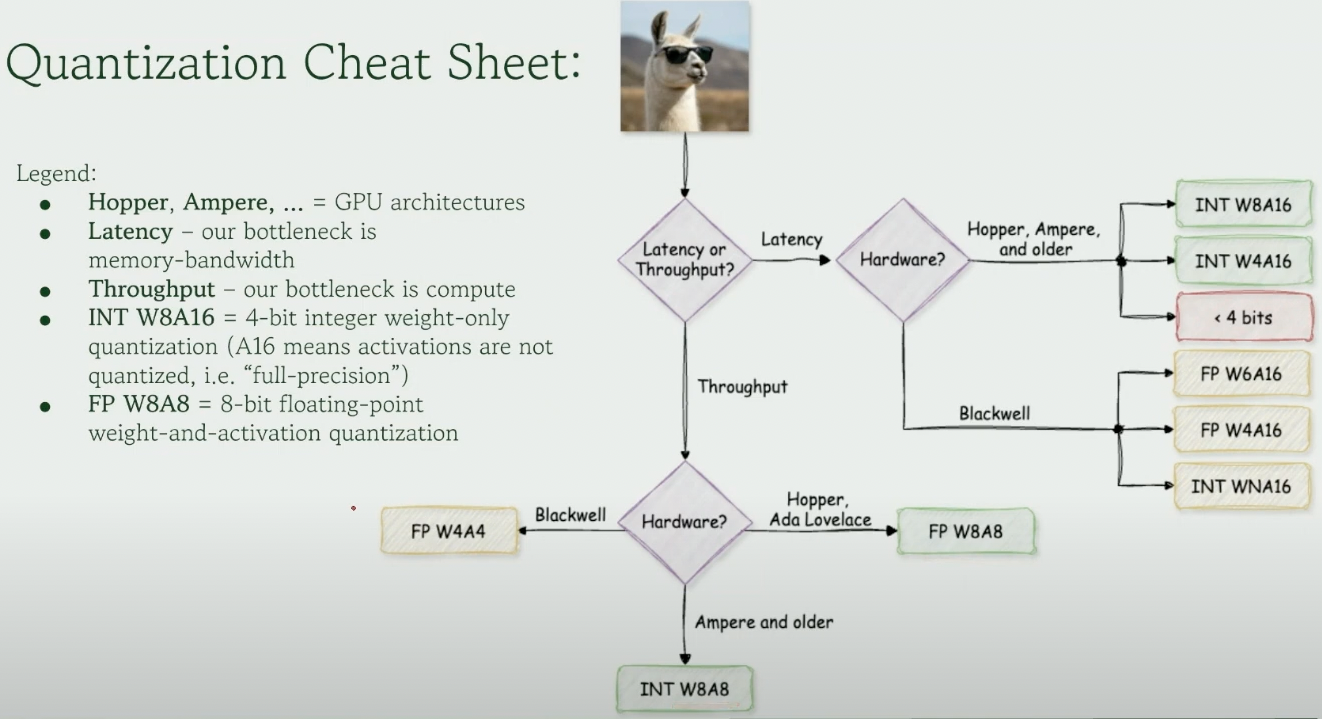 Quantization Cheat Sheet:
Legend:
● Hopper, Ampere, ... = GPU architectures
● Latency – our bottleneck is
memory-bandwidth
● Throughput – our bottleneck is compute
● INT W8A16 = 4-bit integer weight-only
quantization (A16 means activations are not
quantized, i.e. “full-precision”)
● FP W8A8 = 8-bit floating-point
weight-and-activation quantization
Latency or
Throughput?
Latency
Hardware?
Hopper, Ampere,
and older
INT W8A16
INT W4A16
< 4 bits
Blackwell
FP W6A16
FP W4A16
INT WNA16
Throughput
Hardware?
Blackwell
FP W4A4
Hopper,
Ada Lovelace
FP W8A8
Ampere and older
INT W8A8